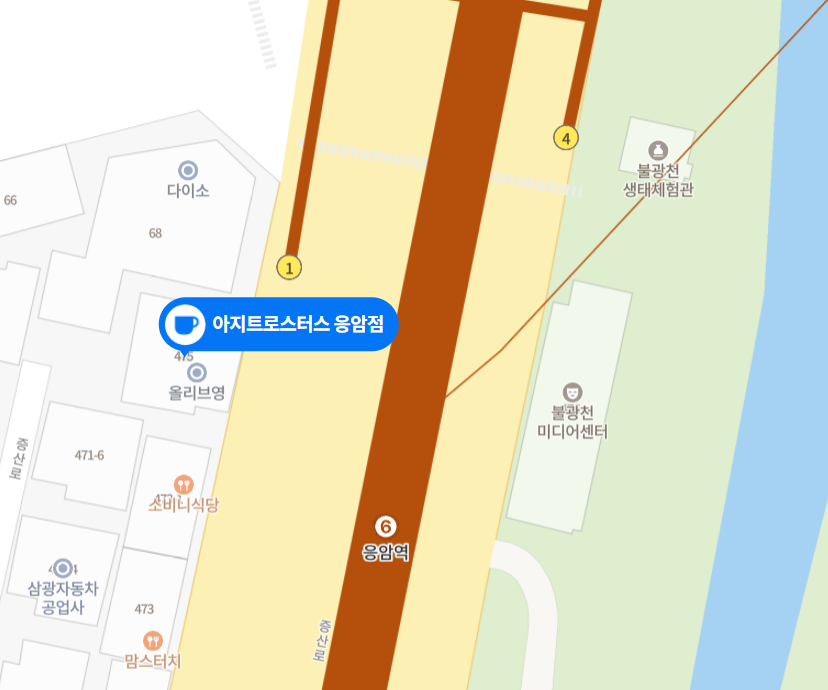 4
불광천
생태체험관
다이소
66
68
1
아지트로스터스 응암점
475
올리브영
불광천
미디어센터
증산로
471-6
소비니식당
6
응암역
삼광자동차
공업사
473
증산로
맘스터치